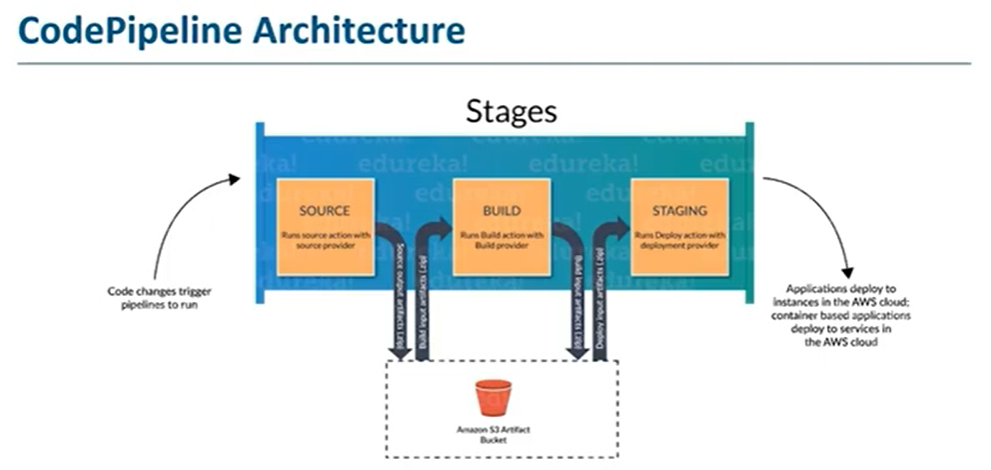 CodePipeline Architecture
Stages
edureka!
edureka!
edureka!
SOURCE
Runs source action with
source provider
BUILD
Runs Build action with
Build provider
STAGING
Runs Deploy action with
deployment provider
Source output artifacts (.zip)
Build input artifacts (.zip)
Build input artifacts (.zip)
Deploy input artifacts (.zip)
Code changes trigger
pipelines to run
Applications deploy to
instances in the AWS cloud;
container based applications
deploy to services in
the AWS cloud
Amazon S3 Artifact
Bucket